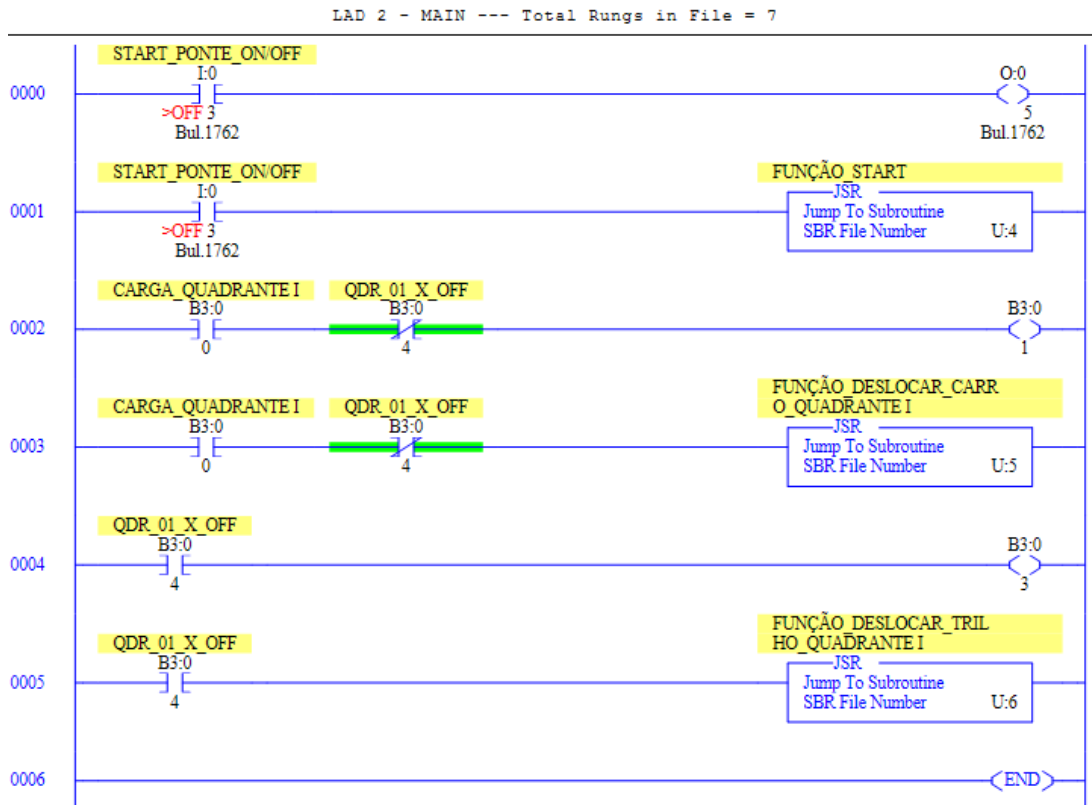 LAD 2 - MAIN --- Total Rungs in File = 7
START_PONTE_ON/OFF
I:0 O:0
0000
>OFF 3 5
Bul.1762 Bul.1762
START_PONTE_ON/OFF FUNÇÃO_START
I:0 JSR
0001 Jump To Subroutine
>OFF 3 SBR File Number U:4
Bul.1762
CARGA_QUADRANTE I QDR_01_X_OFF
B3:0 B3:0 B3:0
0002
0 4 1
FUNÇÃO_DESLOCAR_CARR
CARGA_QUADRANTE I QDR_01_X_OFF O_QUADRANTE I
B3:0 B3:0 JSR
0003 Jump To Subroutine
0 4 SBR File Number U:5
QDR_01_X_OFF
B3:0 B3:0
0004
4 3
FUNÇÃO_DESLOCAR_TRIL
QDR_01_X_OFF HO_QUADRANTE I
B3:0 JSR
0005 Jump To Subroutine
4 SBR File Number U:6
0006 END